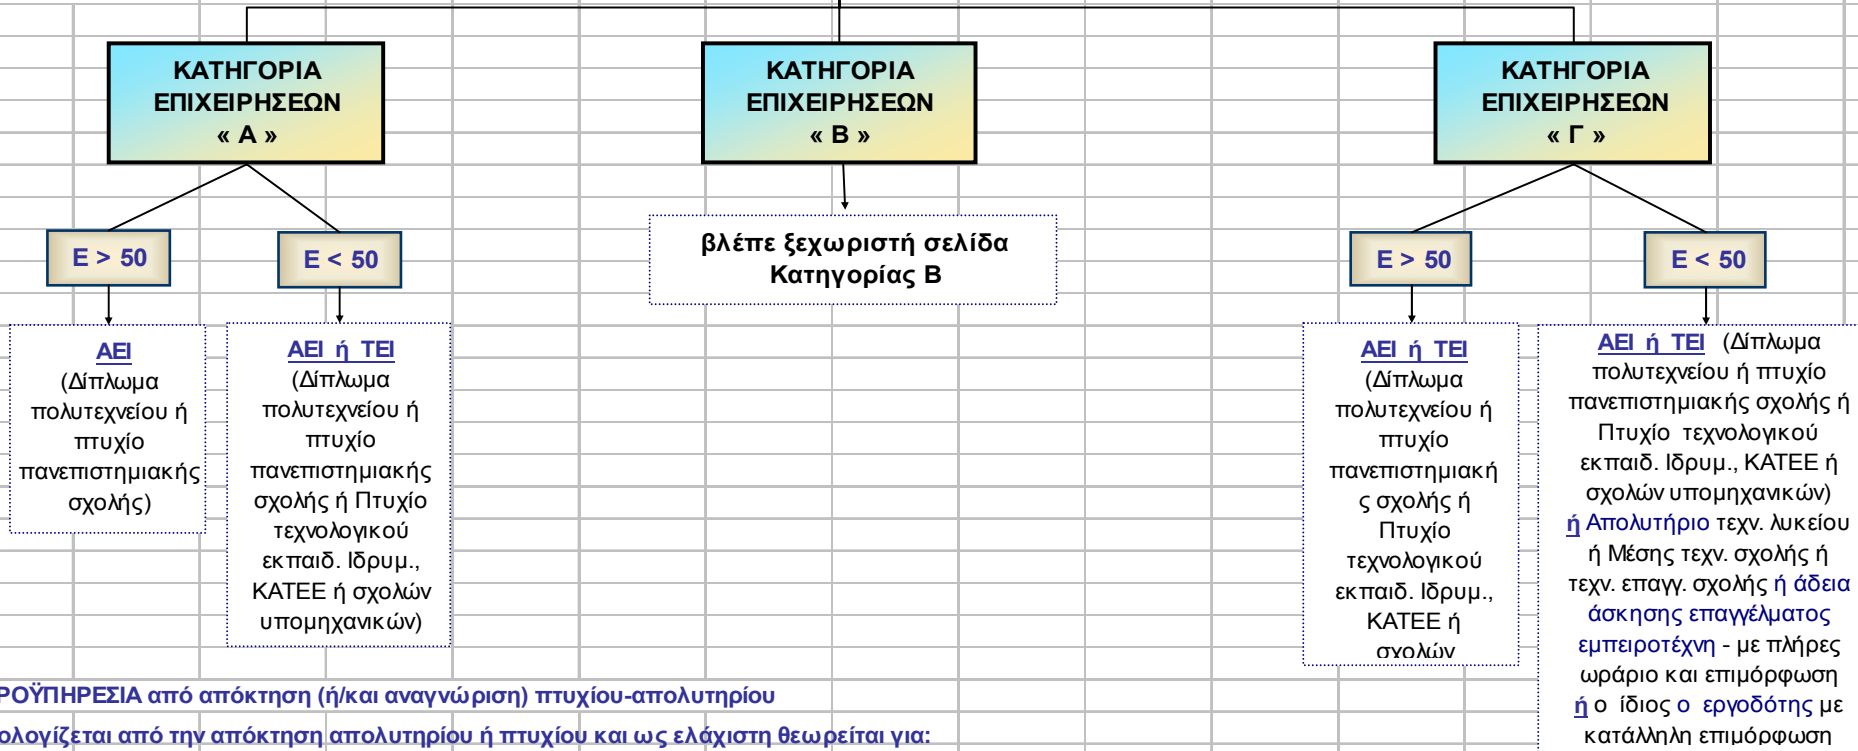 ΚΑΤΗΓΟΡΙΑ
ΕΠΙΧΕΙΡΗΣΕΩΝ
« Α »
ΚΑΤΗΓΟΡΙΑ
ΕΠΙΧΕΙΡΗΣΕΩΝ
« Β »
ΚΑΤΗΓΟΡΙΑ
ΕΠΙΧΕΙΡΗΣΕΩΝ
« Γ »
Ε > 50
Ε < 50
βλέπε ξεχωριστή σελίδα
Κατηγορίας Β
Ε > 50
Ε < 50
ΑΕΙ
(Δίπλωμα
πολυτεχνείου ή
πτυχίο
πανεπιστημιακής
σχολής)
ΑΕΙ ή ΤΕΙ
(Δίπλωμα
πολυτεχνείου ή
πτυχίο
πανεπιστημιακής
σχολής ή Πτυχίο
τεχνολογικού
εκπαιδ. Ιδρυμ.,
ΚΑΤΕΕ ή σχολών
υπομηχανικών)
ΑΕΙ ή ΤΕΙ
(Δίπλωμα
πολυτεχνείου ή
πτυχίο
πανεπιστημιακή
ς σχολής ή
Πτυχίο
τεχνολογικού
εκπαιδ. Ιδρυμ.,
ΚΑΤΕΕ ή
σχολών
ΑΕΙ ή ΤΕΙ (Δίπλωμα
πολυτεχνείου ή πτυχίο
πανεπιστημιακής σχολής ή
Πτυχίο τεχνολογικού
εκπαιδ. Ιδρυμ., ΚΑΤΕΕ ή
σχολών υπομηχανικών)
ή Απολυτήριο τεχν. λυκείου
ή Μέσης τεχν. σχολής ή
τεχν. επαγγ. σχολής ή άδεια
άσκησης επαγγέλματος
εμπειροτέχνη - με πλήρες
ωράριο και επιμόρφωση
ή ο ίδιος ο εργοδότης με
κατάλληλη επιμόρφωση
ΡΟΫΠΗΡΕΣΙΑ από απόκτηση (ή/και αναγνώριση) πτυχίου-απολυτηρίου
ολογίζεται από την απόκτηση απολυτηρίου ή πτυχίου και ως ελάχιστη θεωρείται για: